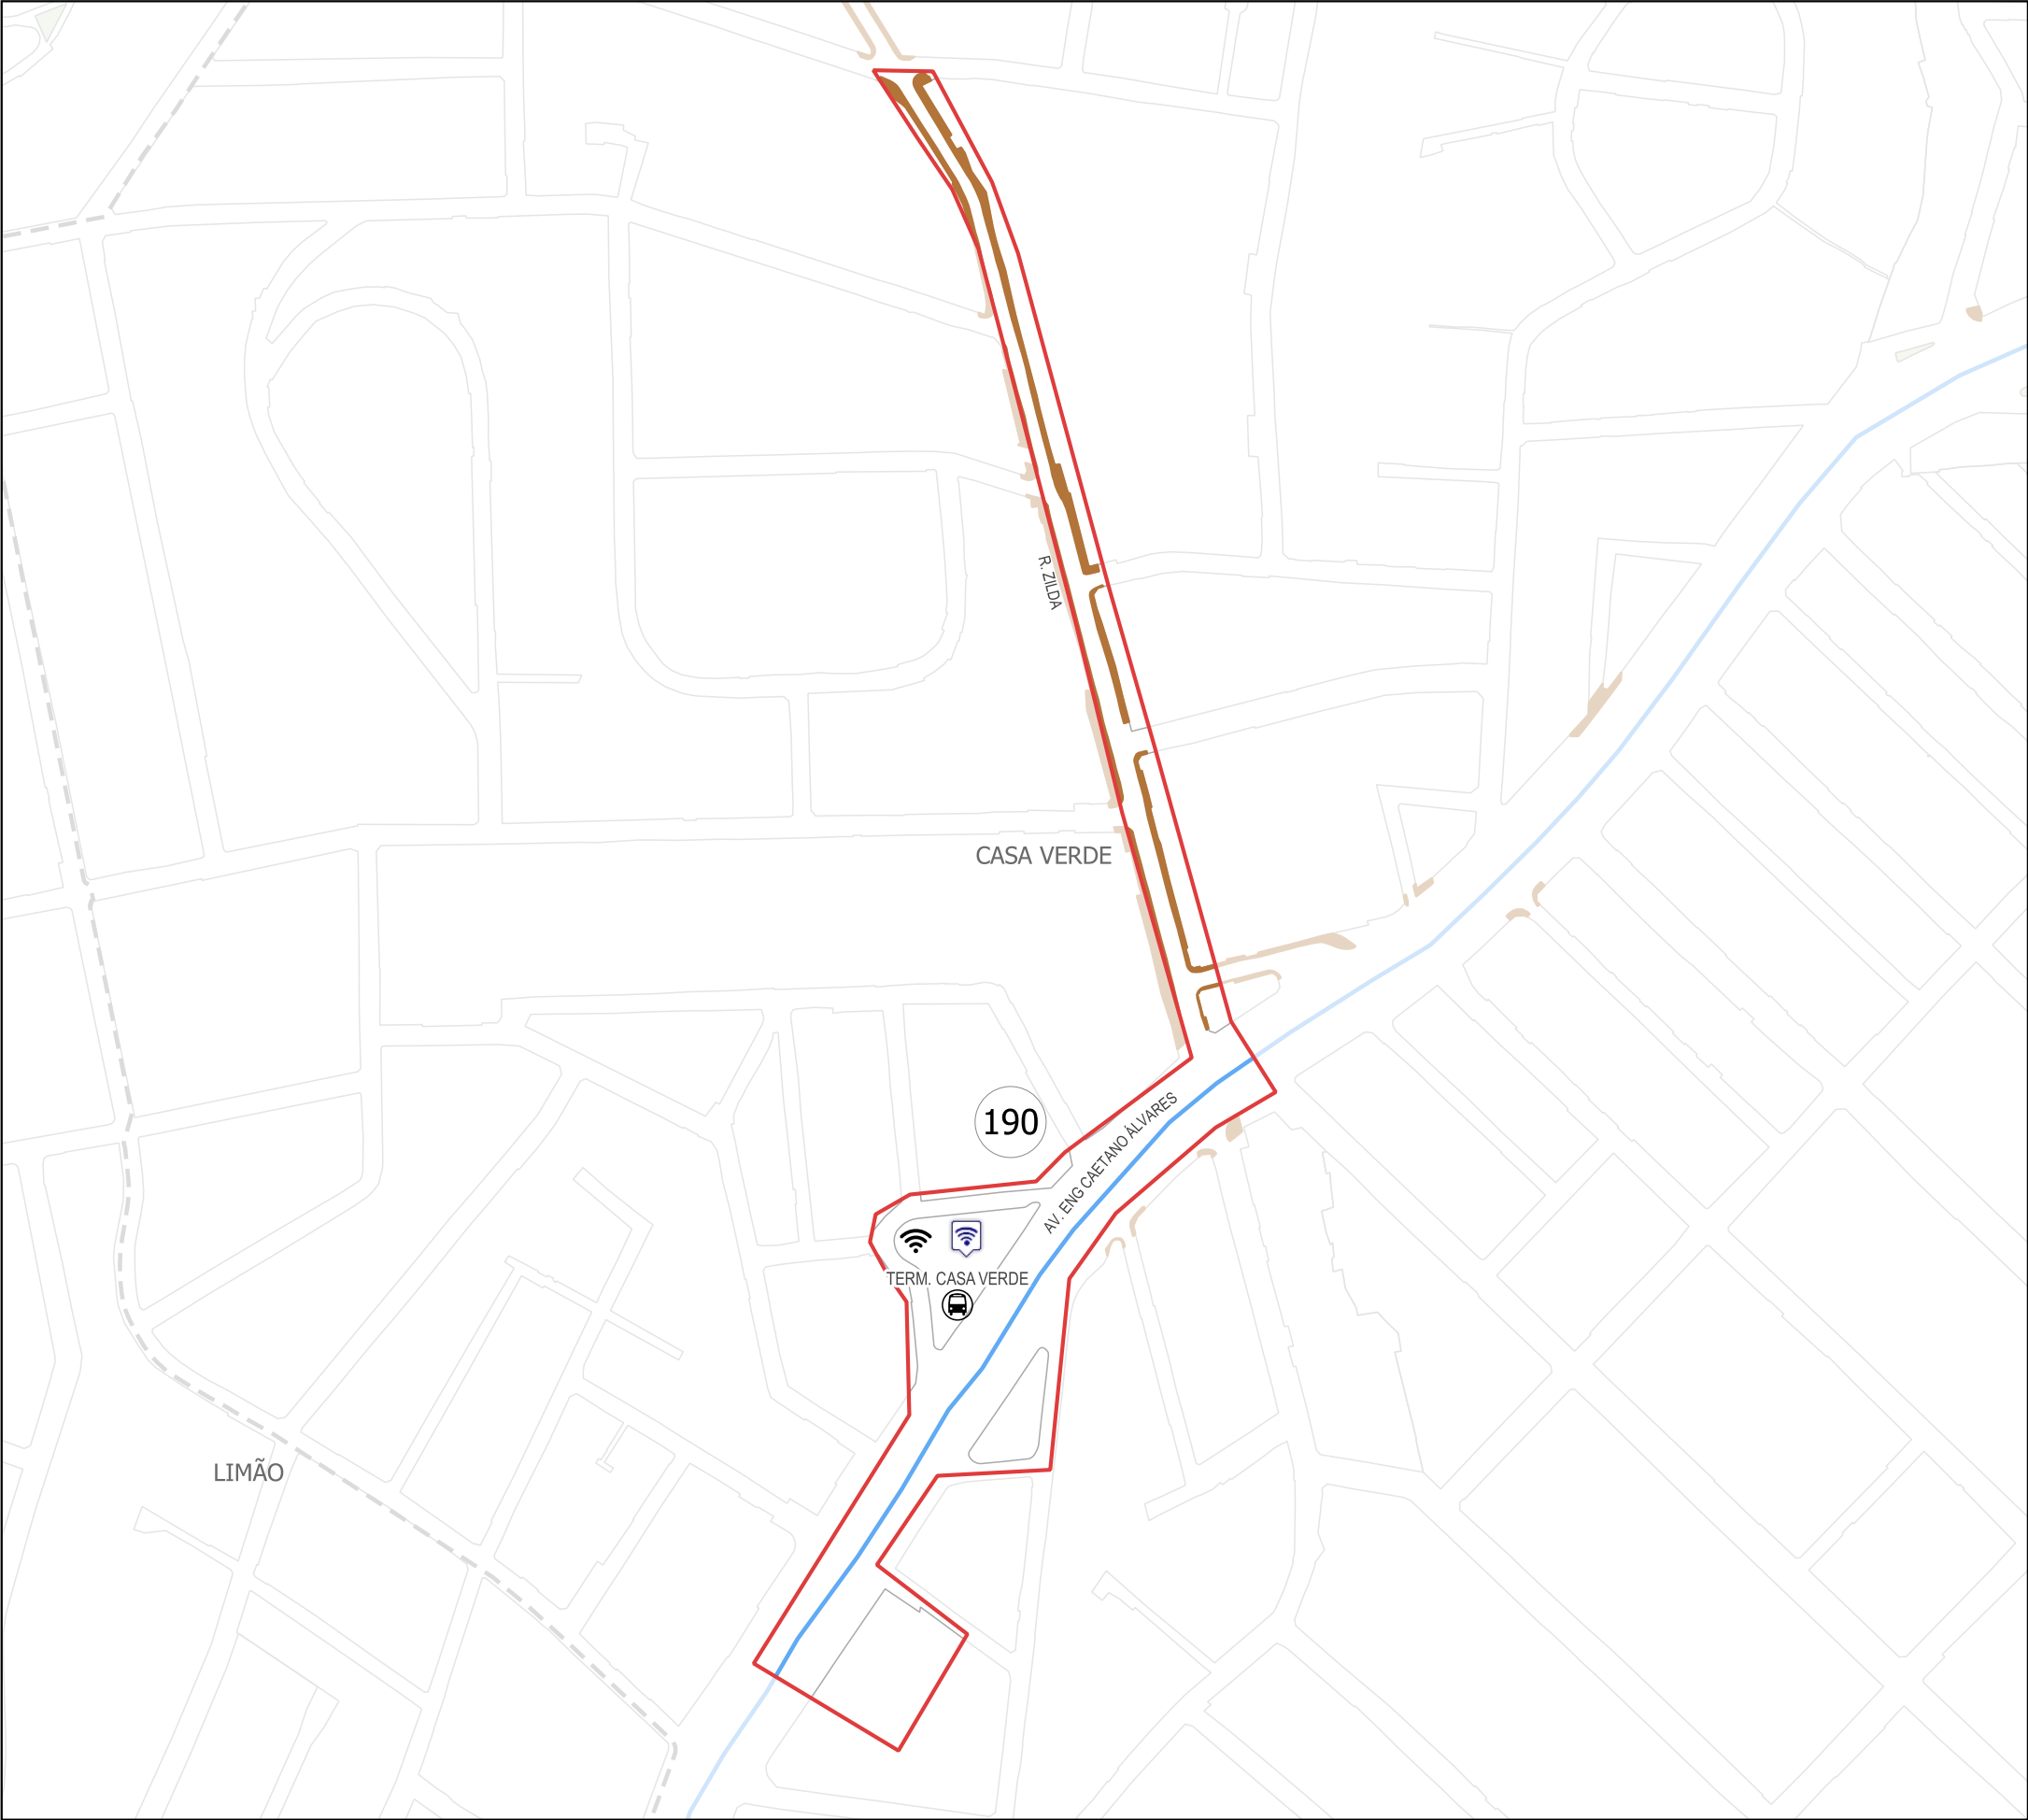 R. ZILDA
CASA VERDE
190
AV. ENG CAETANO ÁLVARES
TERM. CASA VERDE
LIMÃO